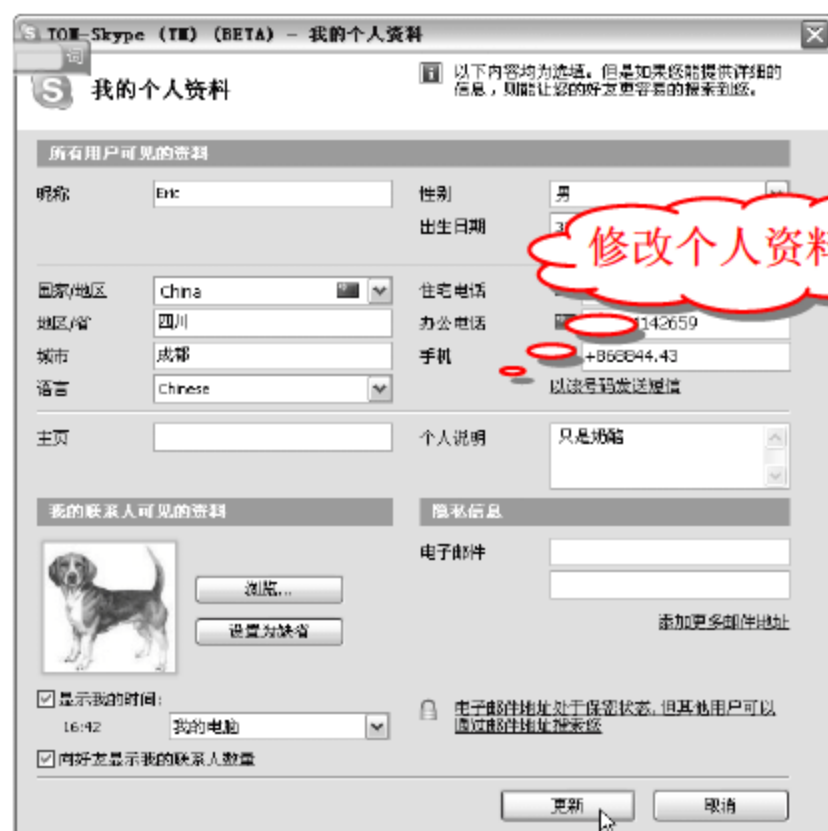 TOM-Skype (TM) (BETA) - 我的个人资料
词
我的个人资料
以下内容均为选填。但是如果您能提供详细的
信息，则能让您的好友更容易的搜索到您。
所有用户可见的资料
昵称 Eric 性别 男
出生日期
修改个人资料
国家/地区 China 住宅电话
地区/省 四川 办公电话 1142659
城市 成都 手机 +868844.43
语言 Chinese 以该号码发送短信
主页 个人说明 只是奶酪
我的联系人可见的资料 隐私信息
电子邮件
浏览...
设置为缺省
添加更多邮件地址
显示我的时间:
16:42 我的电脑
电子邮件地址处于保密状态，但其他用户可以
通过邮件地址搜索您
向好友显示我的联系人数量
更新 取消